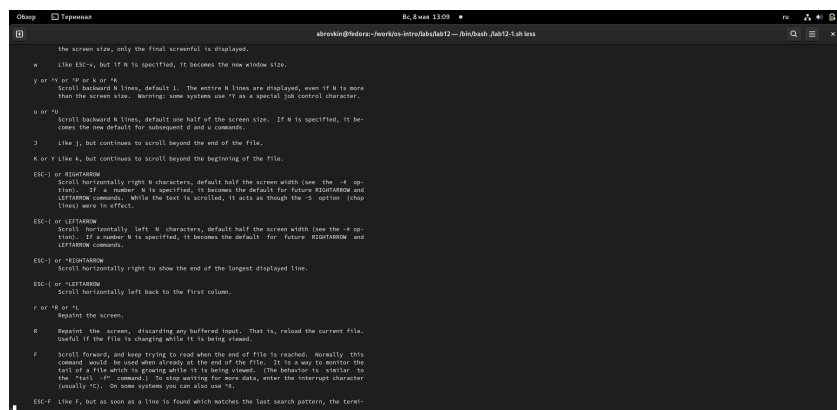 Обзор Терминал Вс, 8 мая 13:09 ru
abrovkin@fedora:~/work/os-intro/labs/lab12 — /bin/bash ./lab12-1.sh less
the screen size, only the final screenful is displayed.
w Like ESC-v, but if N is specified, it becomes the new window size.
y or ^Y or ^P or k or ^K
Scroll backward N lines, default 1. The entire N lines are displayed, even if N is more
than the screen size. Warning: some systems use ^Y as a special job control character.
u or ^U
Scroll backward N lines, default one half of the screen size. If N is specified, it be-
comes the new default for subsequent d and u commands.
J Like j, but continues to scroll beyond the end of the file.
K or Y Like k, but continues to scroll beyond the beginning of the file.
ESC-) or RIGHTARROW
Scroll horizontally right N characters, default half the screen width (see the -# op-
tion). If a number N is specified, it becomes the default for future RIGHTARROW and
LEFTARROW commands. While the text is scrolled, it acts as though the -S option (chop
lines) were in effect.
ESC-( or LEFTARROW
Scroll horizontally left N characters, default half the screen width (see the -# op-
tion). If a number N is specified, it becomes the default for future RIGHTARROW and
LEFTARROW commands.
ESC-} or ^RIGHTARROW
Scroll horizontally right to show the end of the longest displayed line.
ESC-{ or ^LEFTARROW
Scroll horizontally left back to the first column.
r or ^R or ^L
Repaint the screen.
R Repaint the screen, discarding any buffered input. That is, reload the current file.
Useful if the file is changing while it is being viewed.
F Scroll forward, and keep trying to read when the end of file is reached. Normally this
command would be used when already at the end of the file. It is a way to monitor the
tail of a file which is growing while it is being viewed. (The behavior is similar to
the "tail -f" command.) To stop waiting for more data, enter the interrupt character
(usually ^C). On some systems you can also use ^X.
ESC-F Like F, but as soon as a line is found which matches the last search pattern, the termi-